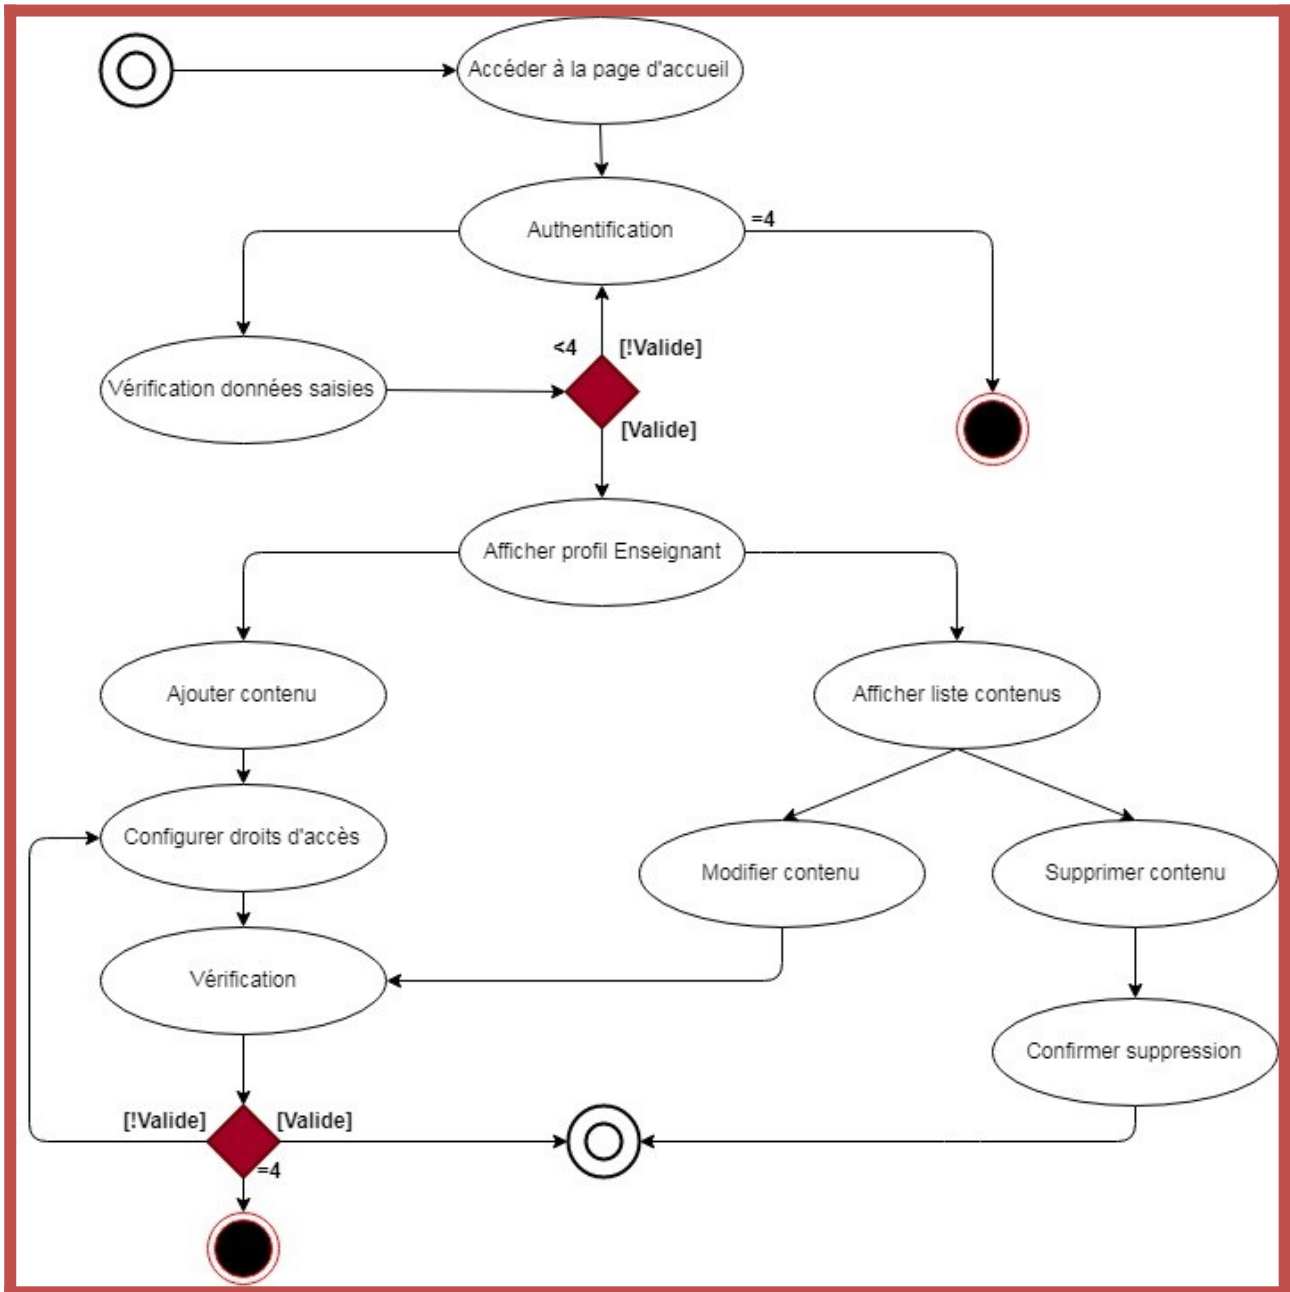 Accéder à la page d'accueil
Authentification
=4
<4 [!Valide]
Vérification données saisies
[Valide]
Afficher profil Enseignant
Ajouter contenu
Afficher liste contenus
Configurer droits d'accès
Modifier contenu
Supprimer contenu
Vérification
Confirmer suppression
[!Valide] [Valide]
=4